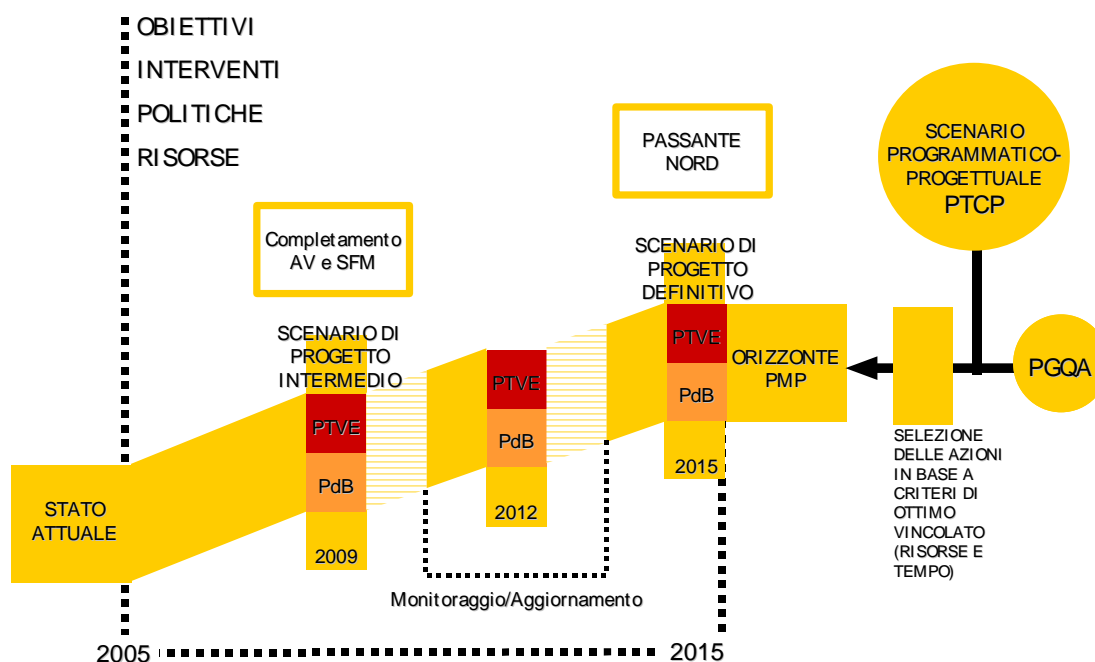 OBIETTIVI
INTERVENTI
POLITICHE
RISORSE
Completamento
AV e SFM
PASSANTE
NORD
SCENARIO
PROGRAMMATICO-
PROGETTUALE
PTCP
SCENARIO DI
PROGETTO
INTERMEDIO
SCENARIO DI
PROGETTO
DEFINITIVO
STATO
ATTUALE
PTVE
PdB
2009
PTVE
PdB
2012
PTVE
PdB
2015
ORIZZONTE
PMP
PGQA
SELEZIONE
DELLE AZIONI
IN BASE A
CRITERI DI
OTTIMO
VINCOLATO
(RISORSE E
TEMPO)
Monitoraggio/Aggiornamento
2005
2015